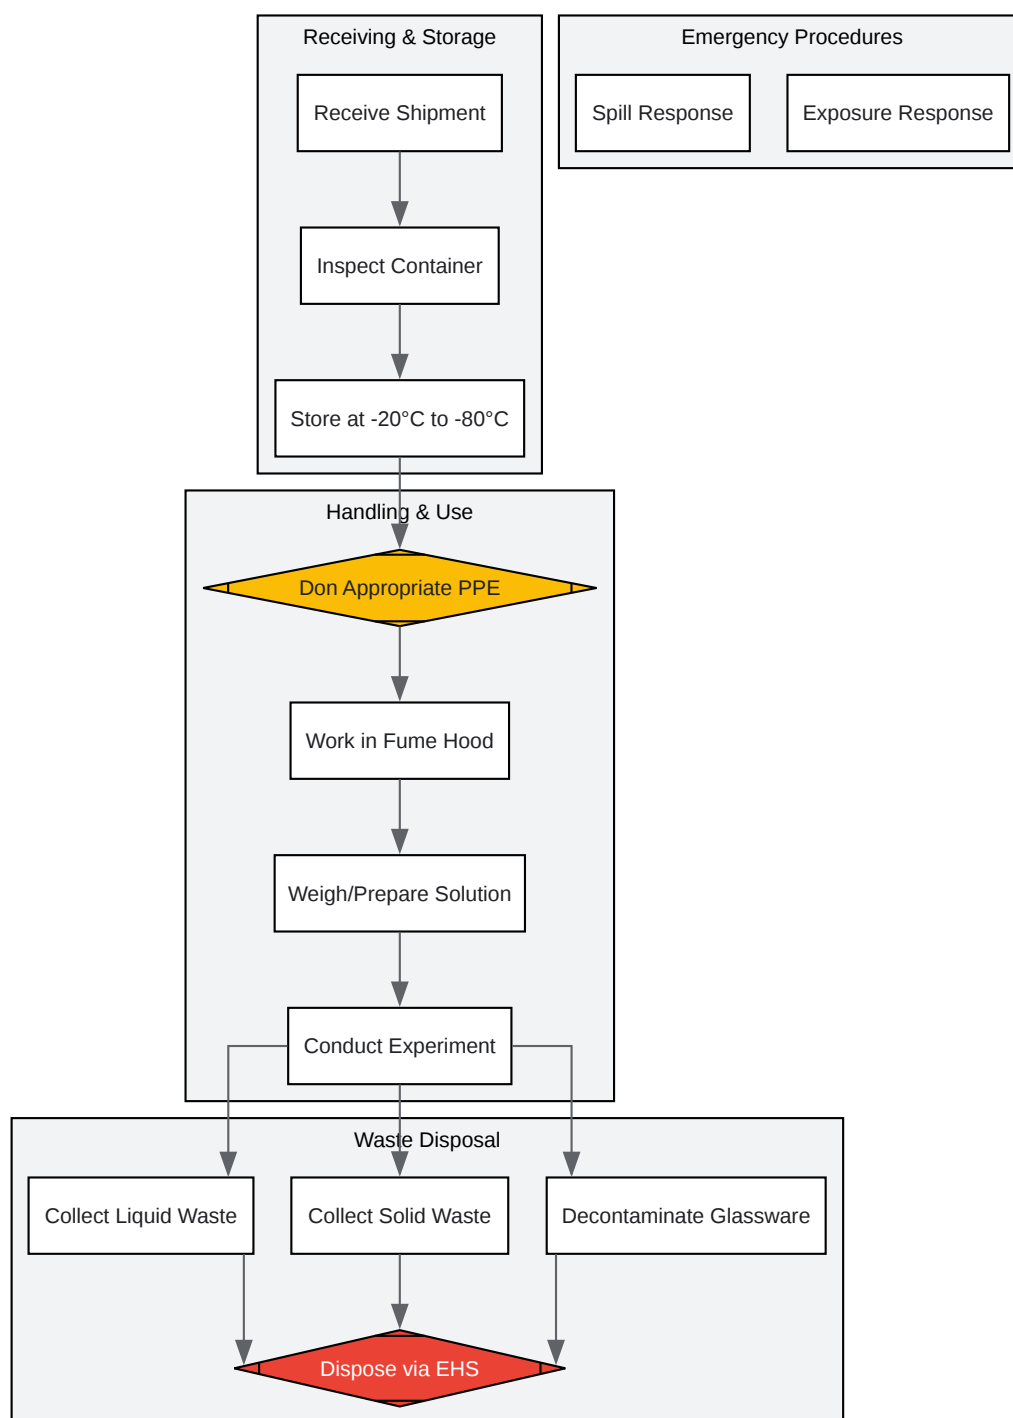 Receiving & Storage
Receive Shipment
Inspect Container
Store at -20°C to -80°C
Emergency Procedures
Spill Response
Exposure Response
Handling & Use
Don Appropriate PPE
Work in Fume Hood
Weigh/Prepare Solution
Conduct Experiment
Waste Disposal
Collect Liquid Waste
Collect Solid Waste
Decontaminate Glassware
Dispose via EHS